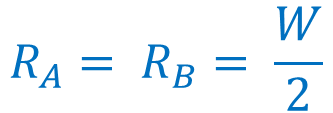 R_A = R_B = W/2